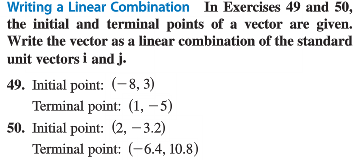 Writing a Linear Combination In Exercises 49 and 50,
the initial and terminal points of a vector are given.
Write the vector as a linear combination of the standard
unit vectors i and j.
49. Initial point: (−8, 3)
Terminal point: (1, −5)
50. Initial point: (2, −3.2)
Terminal point: (−6.4, 10.8)